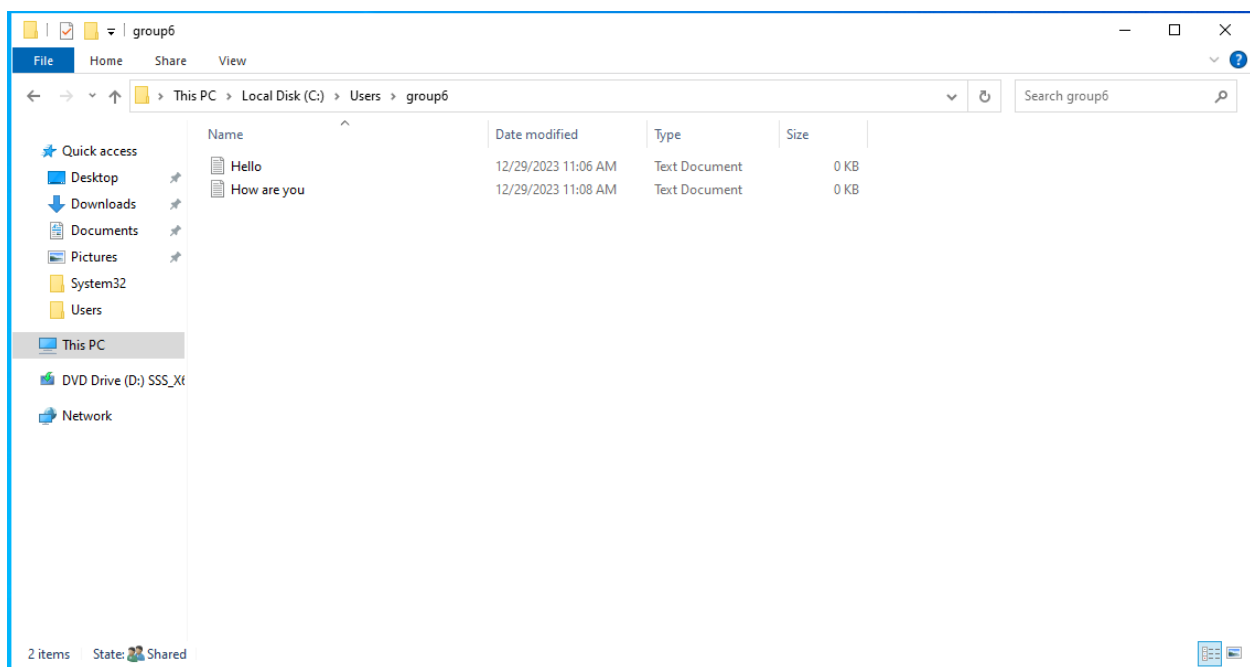 group6
File Home Share View
This PC > Local Disk (C:) > Users > group6
Search group6
Name Date modified Type Size
Quick access
Desktop
Downloads
Documents
Pictures
System32
Users
This PC
DVD Drive (D:) SSS_X6
Network
Hello 12/29/2023 11:06 AM Text Document 0 KB
How are you 12/29/2023 11:08 AM Text Document 0 KB
2 items State: Shared